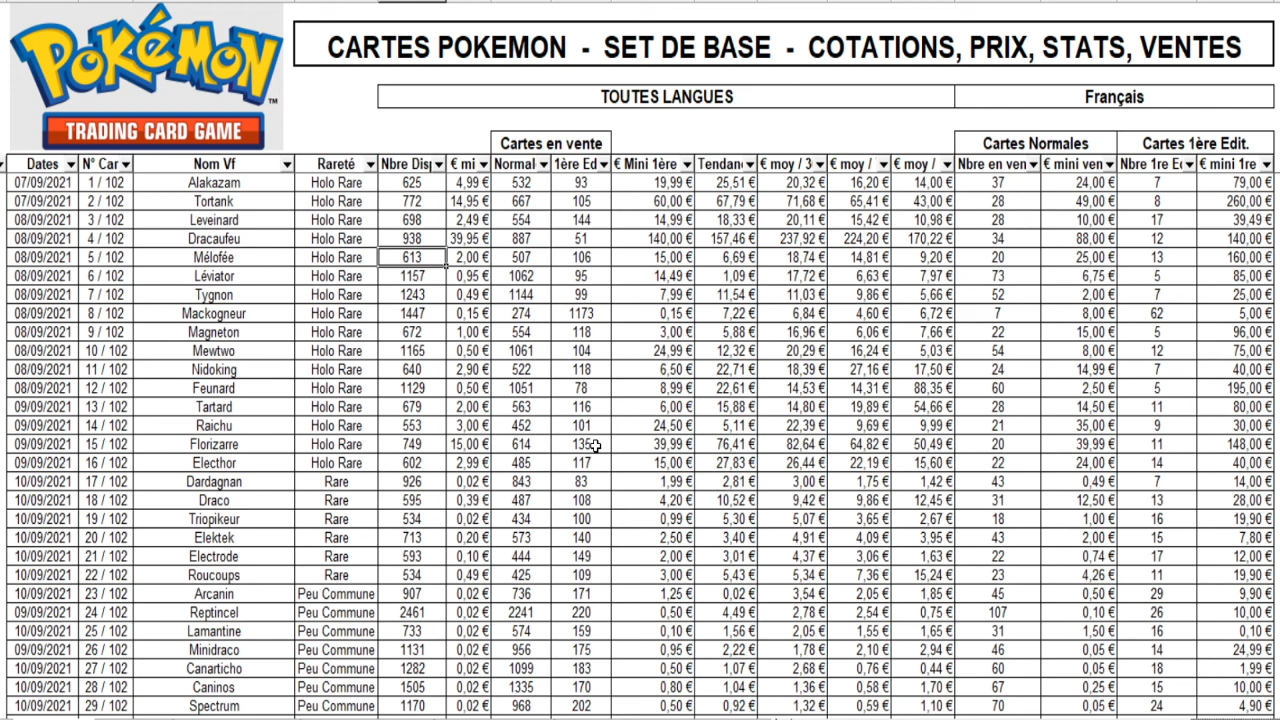 POKéMON
TM
TRADING CARD GAME
CARTES POKEMON - SET DE BASE - COTATIONS, PRIX, STATS, VENTES
TOUTES LANGUES Français
Cartes en vente Cartes Normales Cartes 1ère Edit.
Dates N° Car Nom Vf Rareté Nbre Disp € mi Normal 1ère Ed € Mini 1ère Tendanc € moy / 3 € moy / € moy / Nbre en ven € mini ven Nbre 1re E € mini 1re
07/09/2021 1 / 102 Alakazam Holo Rare 625 4,99 € 532 93 19,99 € 25,51 € 20,32 € 16,20 € 14,00 € 37 24,00 € 7 79,00 €
07/09/2021 2 / 102 Tortank Holo Rare 772 14,95 € 667 105 60,00 € 67,79 € 71,68 € 65,41 € 43,00 € 28 49,00 € 8 260,00 €
08/09/2021 3 / 102 Leveinard Holo Rare 698 2,49 € 554 144 14,99 € 18,33 € 20,11 € 15,42 € 10,98 € 28 10,00 € 17 39,49 €
08/09/2021 4 / 102 Dracaufeu Holo Rare 938 39,95 € 887 51 140,00 € 157,46 € 237,92 € 224,20 € 170,22 € 34 88,00 € 12 140,00 €
08/09/2021 5 / 102 Mélofée Holo Rare 613 2,00 € 507 106 15,00 € 6,69 € 18,74 € 14,81 € 9,20 € 20 25,00 € 13 160,00 €
08/09/2021 6 / 102 Léviator Holo Rare 1157 0,95 € 1062 95 14,49 € 1,09 € 17,72 € 6,63 € 7,97 € 73 6,75 € 5 85,00 €
08/09/2021 7 / 102 Tygnon Holo Rare 1243 0,49 € 1144 99 7,99 € 11,54 € 11,03 € 9,86 € 5,66 € 52 2,00 € 7 25,00 €
08/09/2021 8 / 102 Mackogneur Holo Rare 1447 0,15 € 274 1173 0,15 € 7,22 € 6,84 € 4,60 € 6,72 € 7 8,00 € 62 5,00 €
08/09/2021 9 / 102 Magneton Holo Rare 672 1,00 € 554 118 3,00 € 5,88 € 16,96 € 6,06 € 7,66 € 22 15,00 € 5 96,00 €
08/09/2021 10 / 102 Mewtwo Holo Rare 1165 0,50 € 1061 104 24,99 € 12,32 € 20,29 € 16,24 € 5,03 € 54 8,00 € 12 75,00 €
08/09/2021 11 / 102 Nidoking Holo Rare 640 2,90 € 522 118 6,50 € 22,71 € 18,39 € 27,16 € 17,50 € 24 14,99 € 7 40,00 €
08/09/2021 12 / 102 Feunard Holo Rare 1129 0,50 € 1051 78 8,99 € 22,61 € 14,53 € 14,31 € 88,35 € 60 2,50 € 5 195,00 €
09/09/2021 13 / 102 Tartard Holo Rare 679 2,00 € 563 116 6,00 € 15,88 € 14,80 € 19,89 € 54,66 € 28 14,50 € 11 80,00 €
09/09/2021 14 / 102 Raichu Holo Rare 553 3,00 € 452 101 24,50 € 5,11 € 22,39 € 9,69 € 9,99 € 21 35,00 € 9 30,00 €
09/09/2021 15 / 102 Florizarre Holo Rare 749 15,00 € 614 135 39,99 € 76,41 € 82,64 € 64,82 € 50,49 € 20 39,99 € 11 148,00 €
09/09/2021 16 / 102 Electhor Holo Rare 602 2,99 € 485 117 15,00 € 27,83 € 26,44 € 22,19 € 15,60 € 22 24,00 € 14 40,00 €
10/09/2021 17 / 102 Dardagnan Rare 926 0,02 € 843 83 1,99 € 2,81 € 3,00 € 1,75 € 1,42 € 43 0,49 € 7 14,00 €
10/09/2021 18 / 102 Draco Rare 595 0,39 € 487 108 4,20 € 10,52 € 9,42 € 9,86 € 12,45 € 31 12,50 € 13 28,00 €
10/09/2021 19 / 102 Triopikeur Rare 534 0,02 € 434 100 0,99 € 5,30 € 5,07 € 3,65 € 2,67 € 18 1,00 € 16 19,90 €
10/09/2021 20 / 102 Elektek Rare 713 0,20 € 573 140 2,50 € 3,40 € 4,91 € 4,09 € 3,95 € 43 2,00 € 15 7,80 €
10/09/2021 21 / 102 Electrode Rare 593 0,10 € 444 149 2,00 € 3,01 € 4,37 € 3,06 € 1,63 € 22 0,74 € 17 12,00 €
10/09/2021 22 / 102 Roucoups Rare 534 0,49 € 425 109 3,00 € 5,43 € 5,34 € 7,36 € 15,24 € 23 4,26 € 11 19,90 €
10/09/2021 23 / 102 Arcanin Peu Commune 907 0,02 € 736 171 1,25 € 0,02 € 3,54 € 2,05 € 1,85 € 45 0,50 € 29 9,90 €
09/09/2021 24 / 102 Reptincel Peu Commune 2461 0,02 € 2241 220 0,50 € 4,49 € 2,78 € 2,54 € 0,75 € 107 0,10 € 26 10,00 €
10/09/2021 25 / 102 Lamantine Peu Commune 733 0,02 € 574 159 0,10 € 1,56 € 2,05 € 1,55 € 1,65 € 31 1,50 € 16 0,10 €
09/09/2021 26 / 102 Minidraco Peu Commune 1131 0,02 € 956 175 0,95 € 2,22 € 1,78 € 2,10 € 2,94 € 46 0,05 € 14 24,99 €
10/09/2021 27 / 102 Canarticho Peu Commune 1282 0,02 € 1099 183 0,50 € 1,07 € 2,68 € 0,76 € 0,44 € 60 0,05 € 18 1,99 €
10/09/2021 28 / 102 Caninos Peu Commune 1505 0,02 € 1335 170 0,80 € 1,04 € 1,36 € 0,58 € 1,70 € 67 0,25 € 15 10,00 €
10/09/2021 29 / 102 Spectrum Peu Commune 1170 0,02 € 968 202 0,50 € 0,92 € 1,32 € 0,59 € 1,10 € 70 0,05 € 24 4,90 €